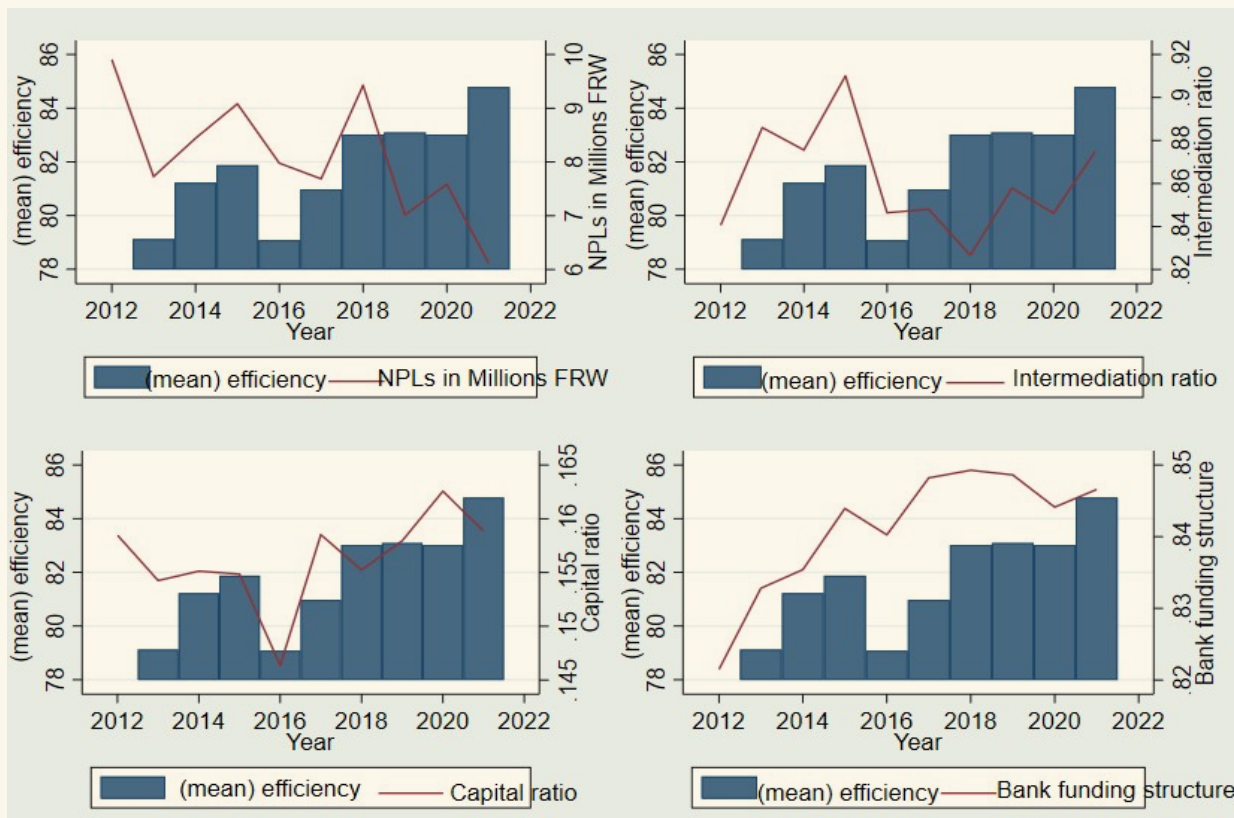 (mean) efficiency
86
84
82
80
78
10
9
8
7
6
NPLs in Millions FRW
2012 2014 2016 2018 2020 2022
Year
(mean) efficiency NPLs in Millions FRW
(mean) efficiency
86
84
82
80
78
.92
.9
.88
.86
.84
.82
Intermediation ratio
2012 2014 2016 2018 2020 2022
Year
(mean) efficiency Intermediation ratio
(mean) efficiency
86
84
82
80
78
.165
.16
.155
.15
.145
Capital ratio
2012 2014 2016 2018 2020 2022
Year
(mean) efficiency Capital ratio
(mean) efficiency
86
84
82
80
78
.85
.84
.83
.82
Bank funding structure
2012 2014 2016 2018 2020 2022
Year
(mean) efficiency Bank funding structure